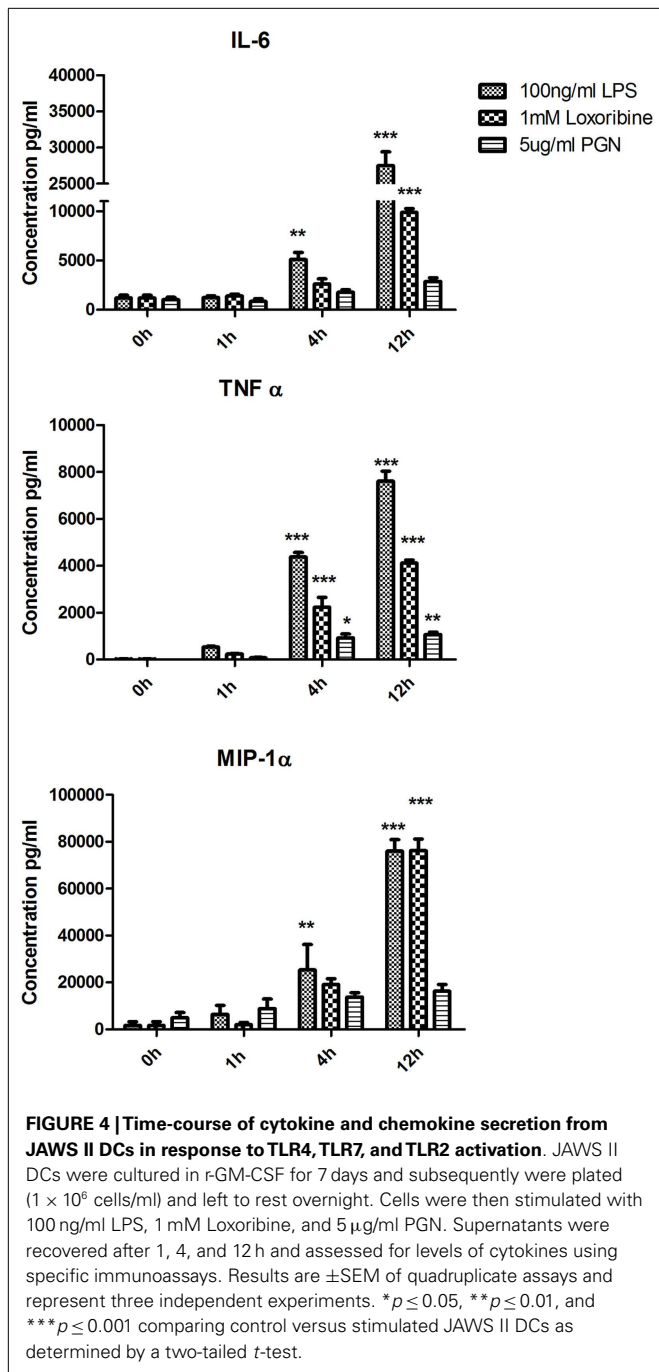 IL-6
40000
35000
30000
25000
10000
5000
0
Concentration pg/ml
*** 
***
**
0h 1h 4h 12h
100ng/ml LPS
1mM Loxoribine
5ug/ml PGN
TNF α
10000
8000
6000
4000
2000
0
Concentration pg/ml
***
***
***
***
*
**
0h 1h 4h 12h
MIP-1α
100000
80000
60000
40000
20000
0
Concentration pg/ml
***
***
**
0h 1h 4h 12h
FIGURE 4 | Time-course of cytokine and chemokine secretion from
JAWS II DCs in response to TLR4, TLR7, and TLR2 activation. JAWS II
DCs were cultured in r-GM-CSF for 7 days and subsequently were plated
(1 × 10⁶ cells/ml) and left to rest overnight. Cells were then stimulated with
100 ng/ml LPS, 1 mM Loxoribine, and 5 μg/ml PGN. Supernatants were
recovered after 1, 4, and 12 h and assessed for levels of cytokines using
specific immunoassays. Results are ±SEM of quadruplicate assays and
represent three independent experiments. *p ≤ 0.05, **p ≤ 0.01, and
***p ≤ 0.001 comparing control versus stimulated JAWS II DCs as
determined by a two-tailed t-test.